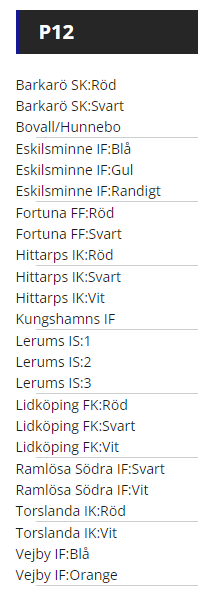 P12
Barkarö SK:Röd
Barkarö SK:Svart
Bovall/Hunnebo
Eskilsminne IF:Blå
Eskilsminne IF:Gul
Eskilsminne IF:Randigt
Fortuna FF:Röd
Fortuna FF:Svart
Hittarps IK:Röd
Hittarps IK:Svart
Hittarps IK:Vit
Kungshamns IF
Lerums IS:1
Lerums IS:2
Lerums IS:3
Lidköping FK:Röd
Lidköping FK:Svart
Lidköping FK:Vit
Ramlösa Södra IF:Svart
Ramlösa Södra IF:Vit
Torslanda IK:Röd
Torslanda IK:Vit
Vejby IF:Blå
Vejby IF:Orange